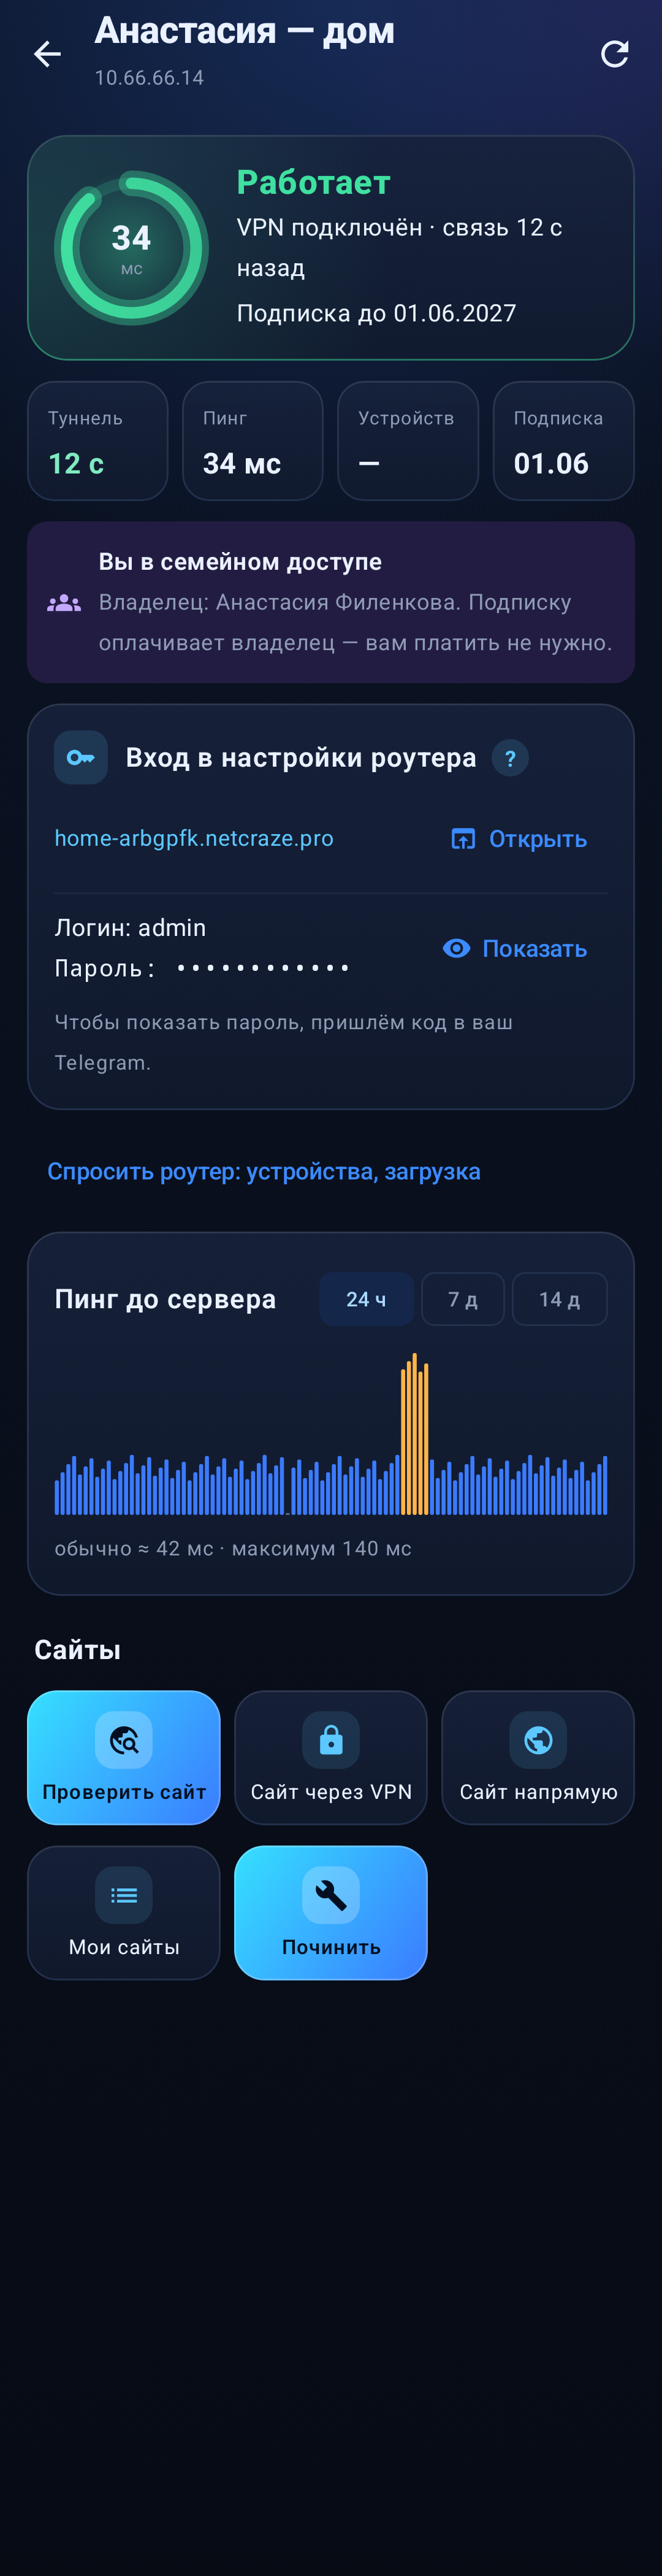 Анастасия — дом
10.66.66.14
34
мс
Работает
VPN подключён · связь 12 с
назад
Подписка до 01.06.2027
Туннель
12 с
Пинг
34 мс
Устройств
—
Подписка
01.06
Вы в семейном доступе
Владелец: Анастасия Филенкова. Подписку
оплачивает владелец — вам платить не нужно.
Вход в настройки роутера ?
home-arbgpfk.netcraze.pro
Открыть
Логин: admin
Пароль: ••••••••••••
Показать
Чтобы показать пароль, пришлём код в ваш
Telegram.
Спросить роутер: устройства, загрузка
Пинг до сервера
24 ч
7 д
14 д
обычно ≈ 42 мс · максимум 140 мс
Сайты
Проверить сайт
Сайт через VPN
Сайт напрямую
Мои сайты
Починить